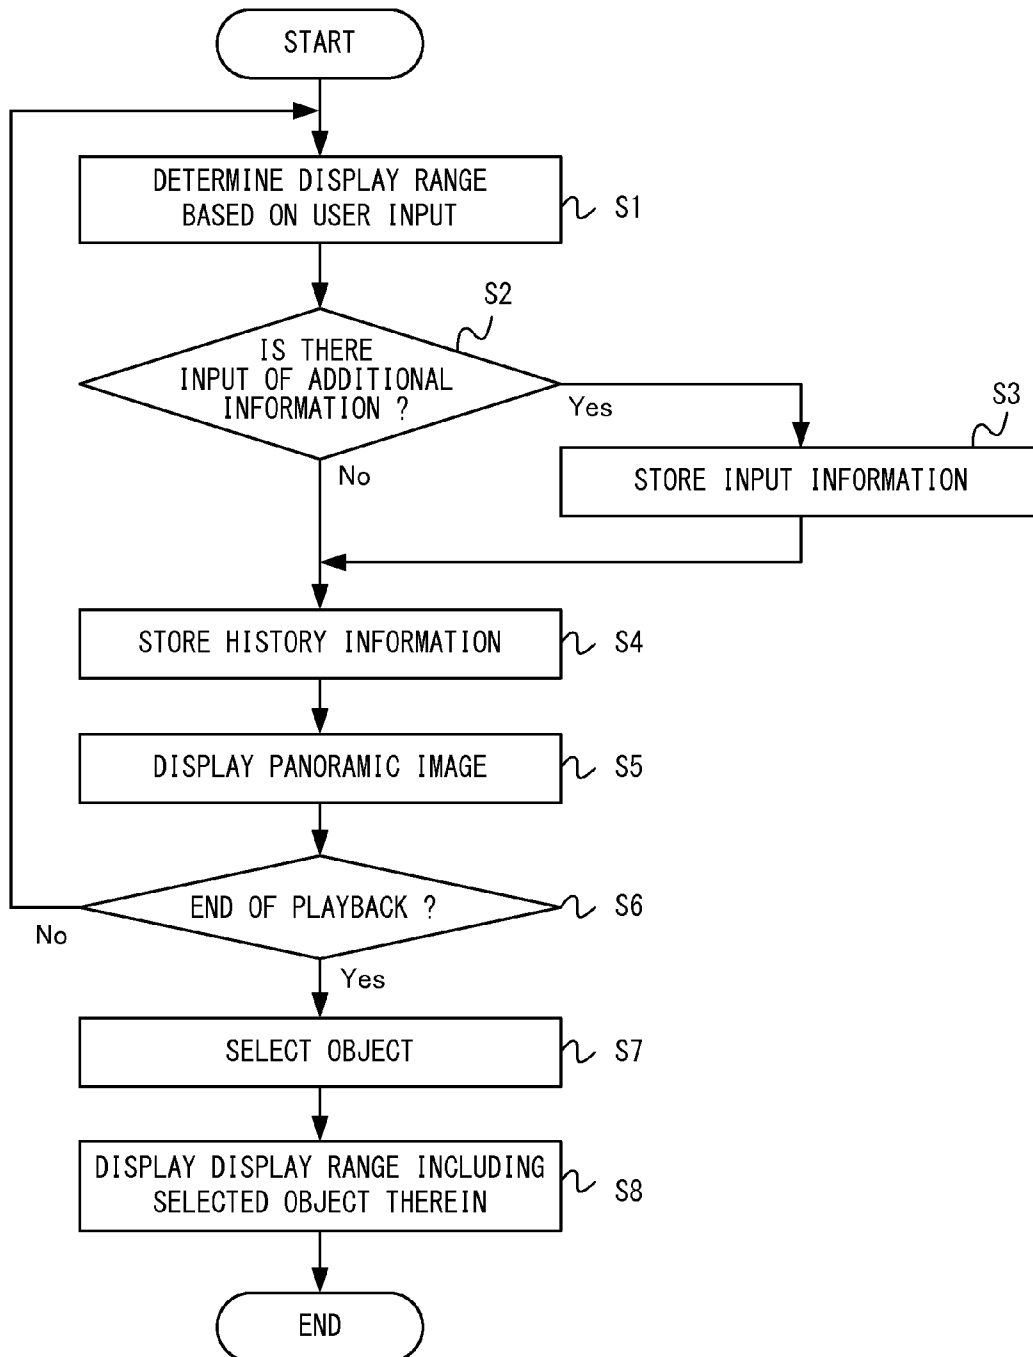 START
DETERMINE DISPLAY RANGE
BASED ON USER INPUT
S1
S2
IS THERE
INPUT OF ADDITIONAL
INFORMATION ?
Yes
S3
No
STORE INPUT INFORMATION
STORE HISTORY INFORMATION
S4
DISPLAY PANORAMIC IMAGE
S5
END OF PLAYBACK ?
S6
No
Yes
SELECT OBJECT
S7
DISPLAY DISPLAY RANGE INCLUDING
SELECTED OBJECT THEREIN
S8
END